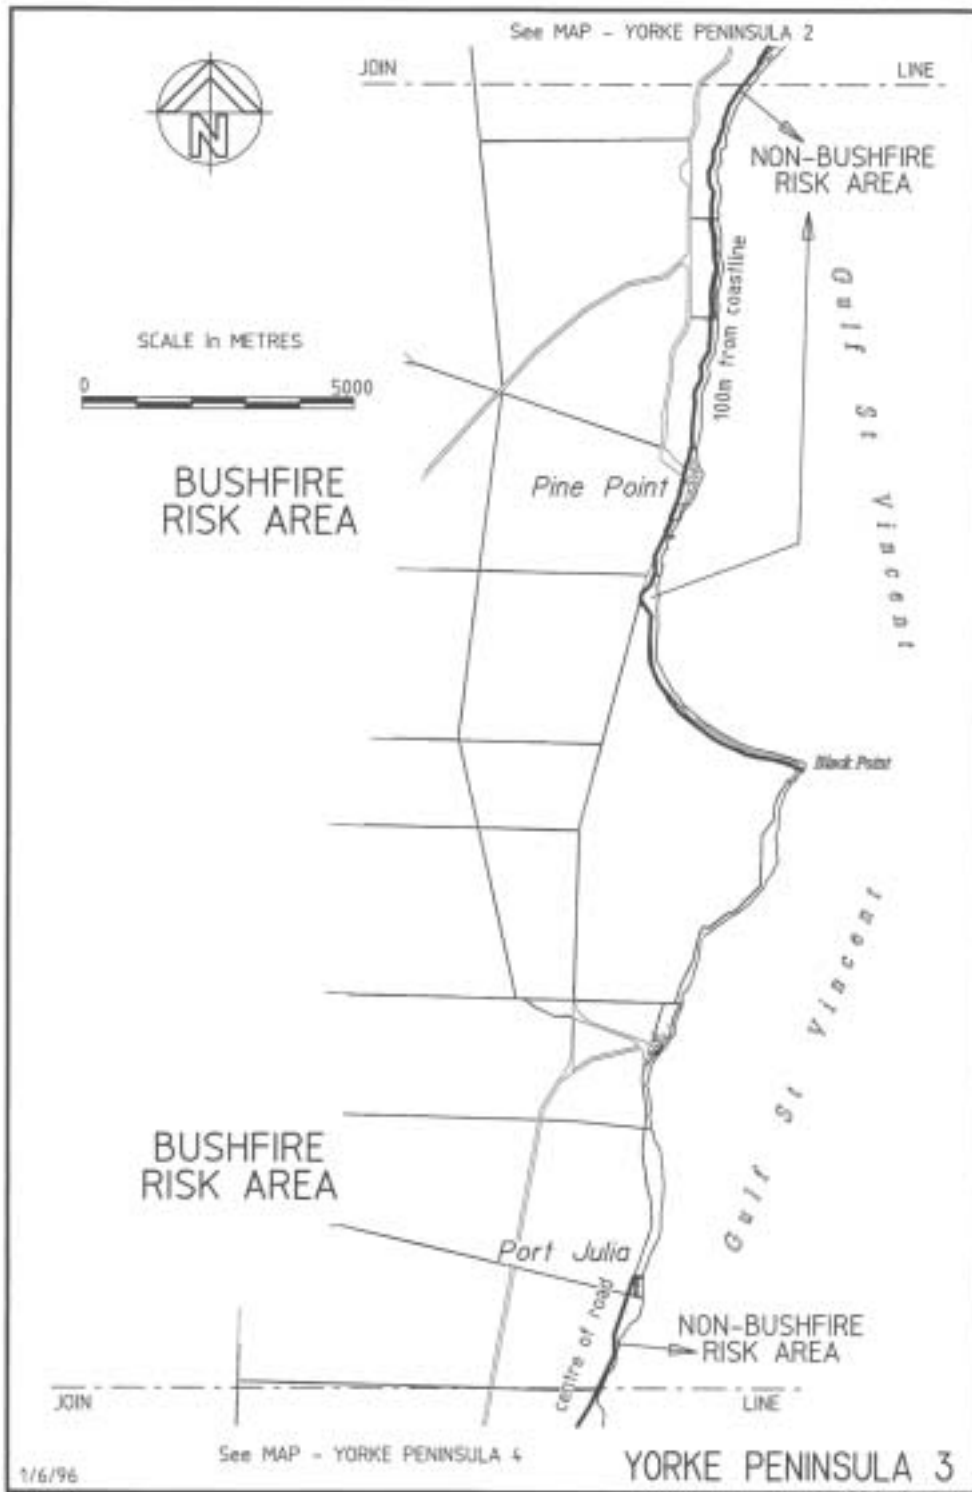 See MAP - YORKE PENINSULA 2
JOIN
LINE
N
NON-BUSHFIRE
RISK AREA
100m from coastline
Gulf St Vincent
SCALE in METRES
0
5000
BUSHFIRE
RISK AREA
Pine Point
Black Point
Gulf St Vincent
BUSHFIRE
RISK AREA
Port Julia
centre of road
NON-BUSHFIRE
RISK AREA
JOIN
LINE
See MAP - YORKE PENINSULA 4
1/6/96
YORKE PENINSULA 3